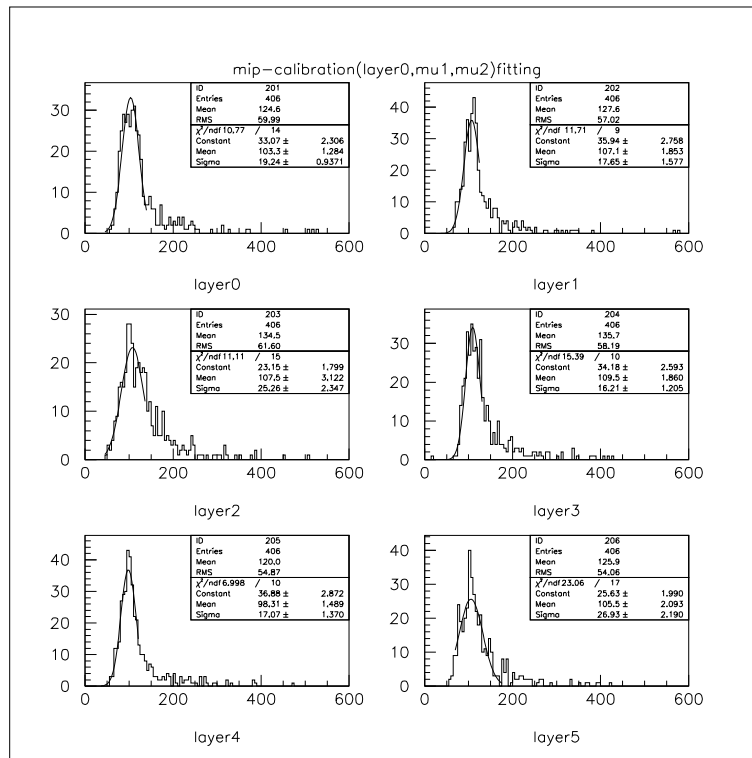 mip-calibration(layer0,mu1,mu2)fitting
ID 201
Entries 406
Mean 124.6
RMS 59.99
χ²/ndf 10.77 / 14
Constant 33.07 ± 2.306
Mean 103.3 ± 1.284
Sigma 19.24 ± 0.9371
30
20
10
0
0 200 400 600
layer0
ID 202
Entries 406
Mean 127.6
RMS 57.02
χ²/ndf 11.71 / 9
Constant 35.94 ± 2.758
Mean 107.1 ± 1.853
Sigma 17.65 ± 1.577
40
30
20
10
0
0 200 400 600
layer1
ID 203
Entries 406
Mean 134.5
RMS 61.60
χ²/ndf 11.11 / 15
Constant 23.15 ± 1.799
Mean 107.5 ± 3.122
Sigma 25.26 ± 2.347
30
20
10
0
0 200 400 600
layer2
ID 204
Entries 406
Mean 135.7
RMS 58.19
χ²/ndf 15.39 / 10
Constant 34.18 ± 2.593
Mean 109.5 ± 1.860
Sigma 16.21 ± 1.205
30
20
10
0
0 200 400 600
layer3
ID 205
Entries 406
Mean 120.0
RMS 54.87
χ²/ndf 6.998 / 10
Constant 36.88 ± 2.872
Mean 98.31 ± 1.489
Sigma 17.07 ± 1.370
40
30
20
10
0
0 200 400 600
layer4
ID 206
Entries 406
Mean 125.9
RMS 54.06
χ²/ndf 23.06 / 17
Constant 25.63 ± 1.990
Mean 105.5 ± 2.093
Sigma 26.93 ± 2.190
40
30
20
10
0
0 200 400 600
layer5